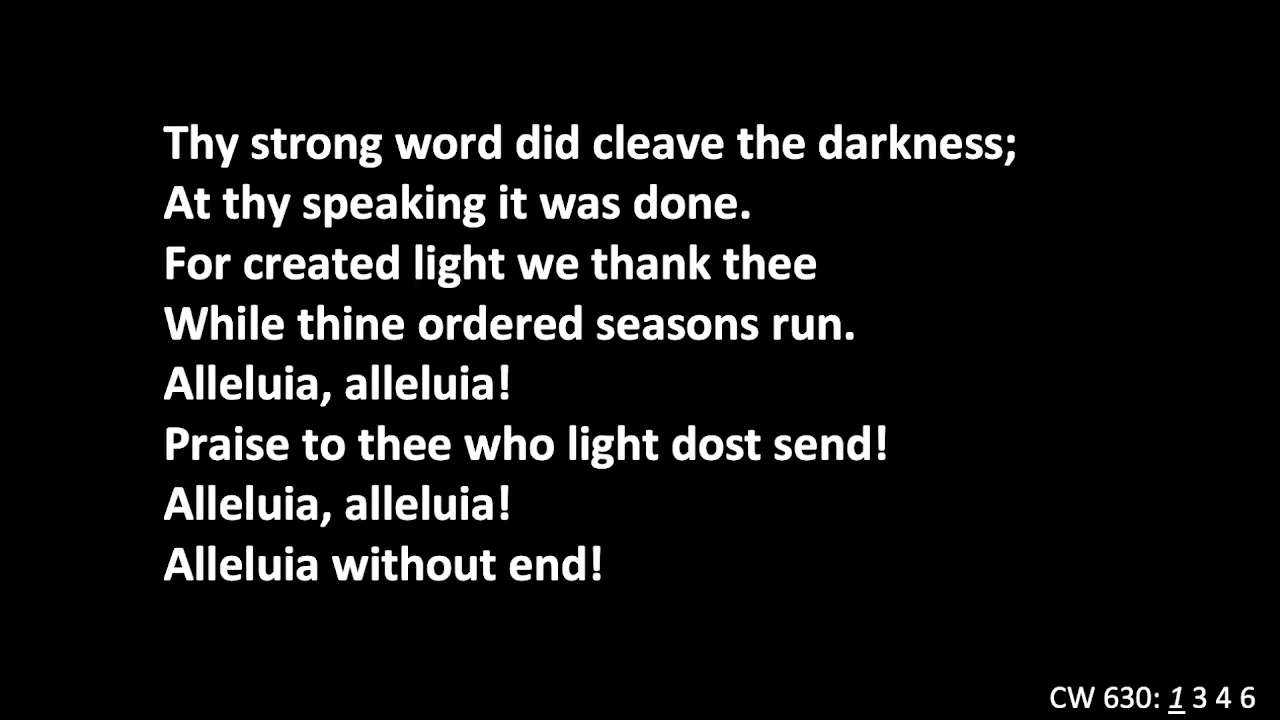 Thy strong word did cleave the darkness;
At thy speaking it was done.
For created light we thank thee
While thine ordered seasons run.
Alleluia, alleluia!
Praise to thee who light dost send!
Alleluia, alleluia!
Alleluia without end!
CW 630: 1 3 4 6